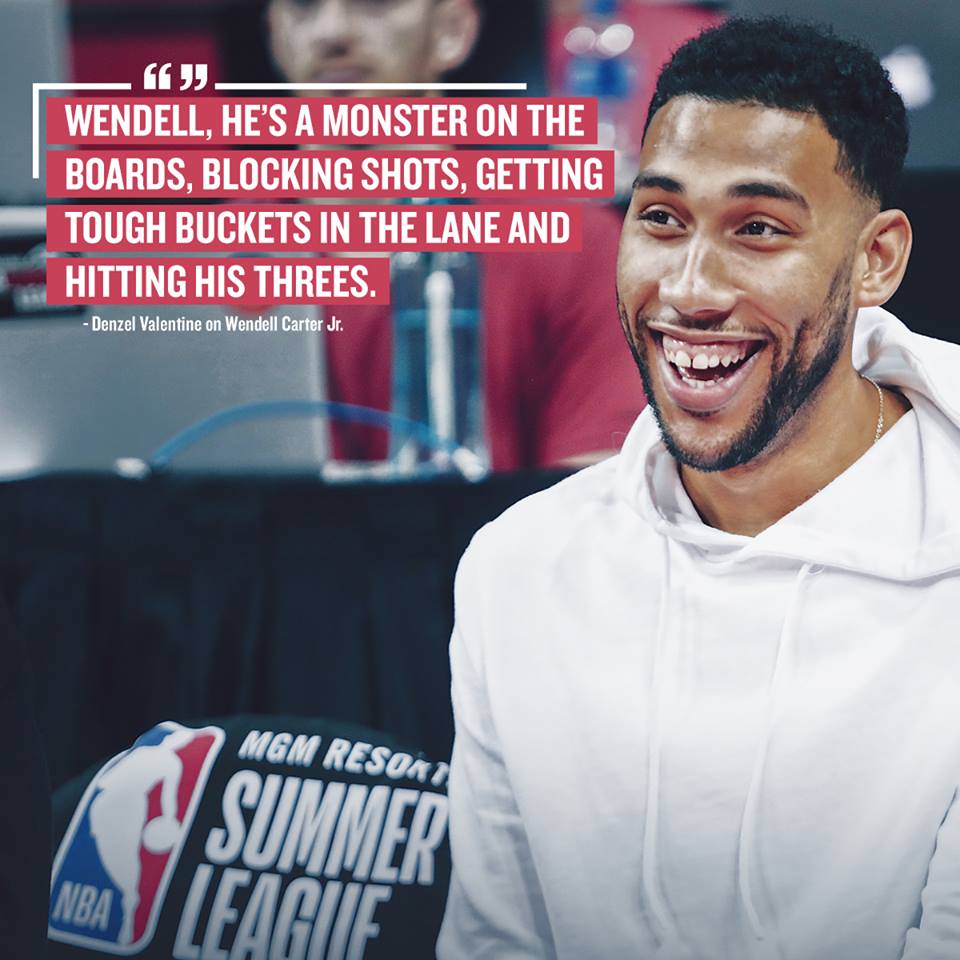 “ ”
WENDELL, HE’S A MONSTER ON THE
BOARDS, BLOCKING SHOTS, GETTING
TOUGH BUCKETS IN THE LANE AND
HITTING HIS THREES.
- Denzel Valentine on Wendell Carter Jr.
MGM RESORT
SUMMER
LEAGUE
NBA